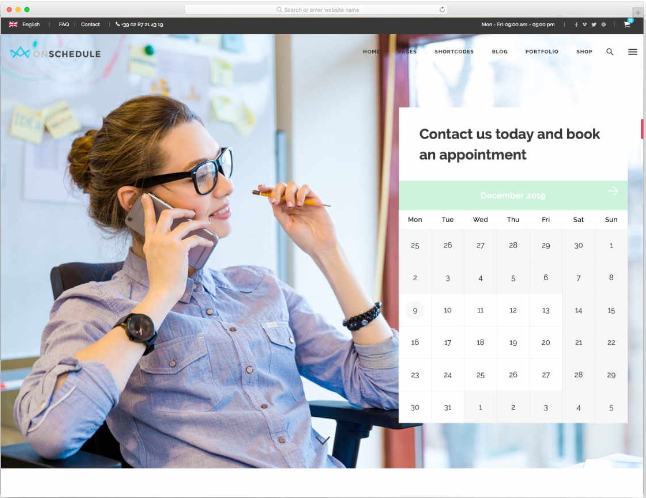 Search or enter website name
English FAQ Contact +39 02 87 21 43 19 Mon - Fri 09:00 am - 05:00 pm
ONSCHEDULE HOME SHORTCODES BLOG PORTFOLIO SHOP
IDEA
Contact us today and book
an appointment
December 2019
Mon Tue Wed Thu Fri Sat Sun
25 26 27 28 29 30 1
2 3 4 5 6 7 8
9 10 11 12 13 14 15
16 17 18 19 20 21 22
23 24 25 26 27 28 29
30 31 1 2 3 4 5